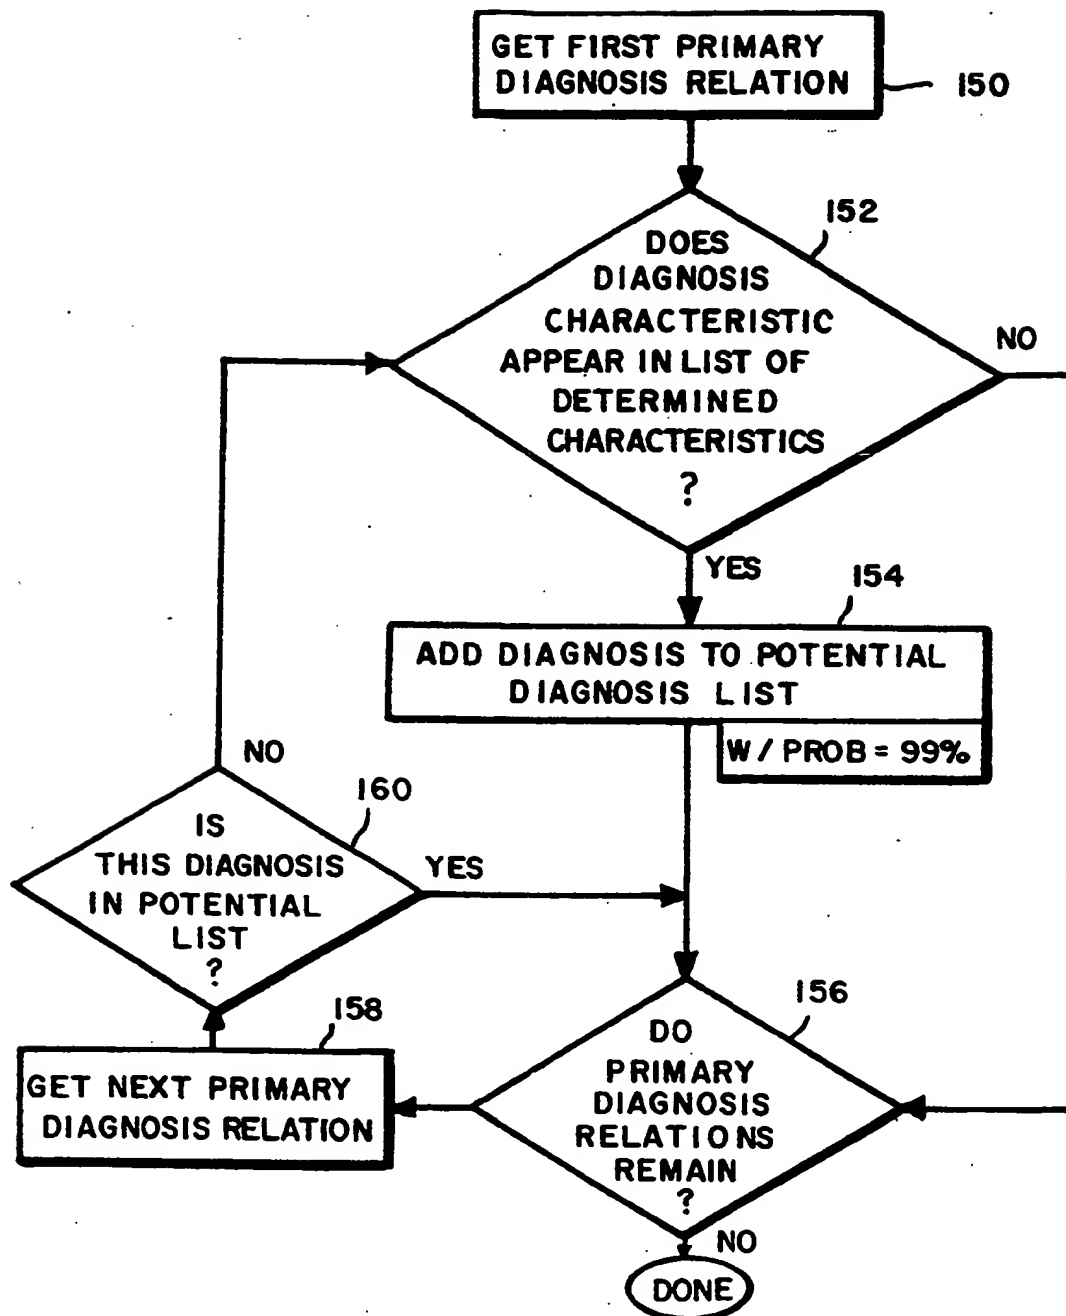 GET FIRST PRIMARY
DIAGNOSIS RELATION
150
152
DOES
DIAGNOSIS
CHARACTERISTIC
APPEAR IN LIST OF
DETERMINED
CHARACTERISTICS
?
NO
YES
154
ADD DIAGNOSIS TO POTENTIAL
DIAGNOSIS LIST
W/ PROB = 99%
NO
160
IS
THIS DIAGNOSIS
IN POTENTIAL
LIST
?
YES
156
DO
PRIMARY
DIAGNOSIS
RELATIONS
REMAIN
?
158
GET NEXT PRIMARY
DIAGNOSIS RELATION
NO
DONE